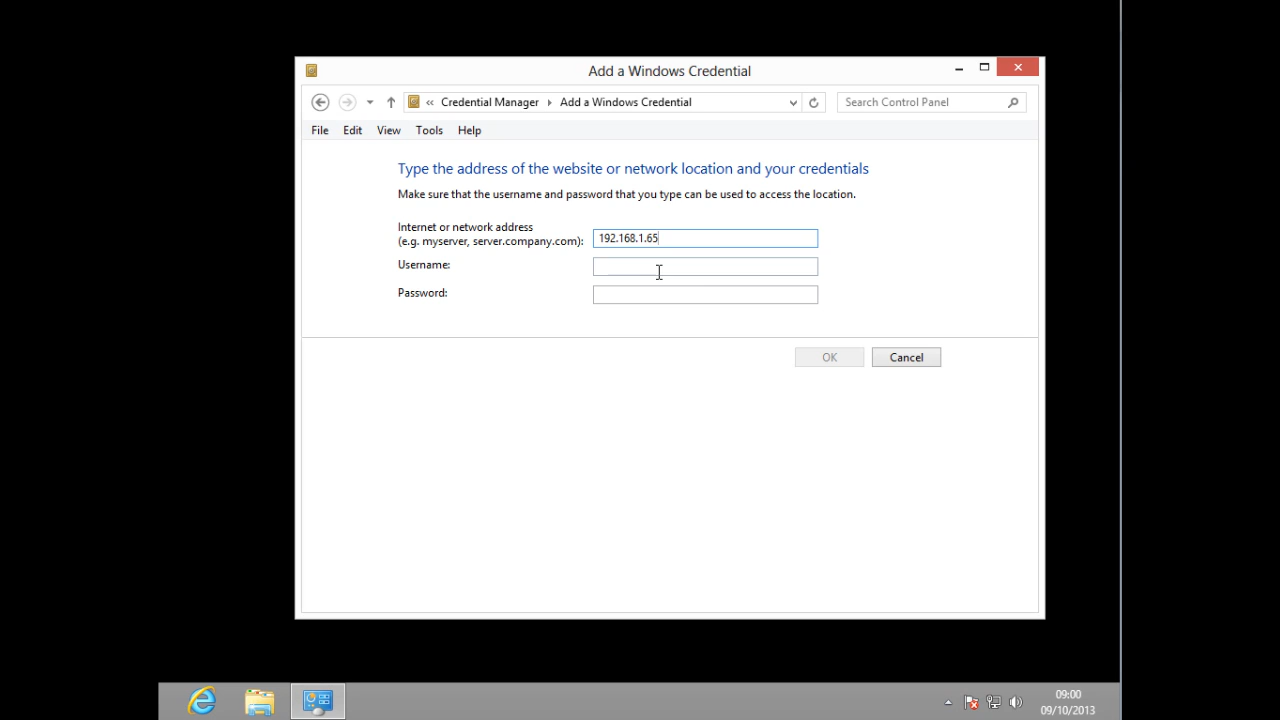 Add a Windows Credential
« Credential Manager Add a Windows Credential
Search Control Panel
File Edit View Tools Help
Type the address of the website or network location and your credentials
Make sure that the username and password that you type can be used to access the location.
Internet or network address
(e.g. myserver, server.company.com): 192.168.1.65
Username:
Password:
OK Cancel
09:00
09/10/2013